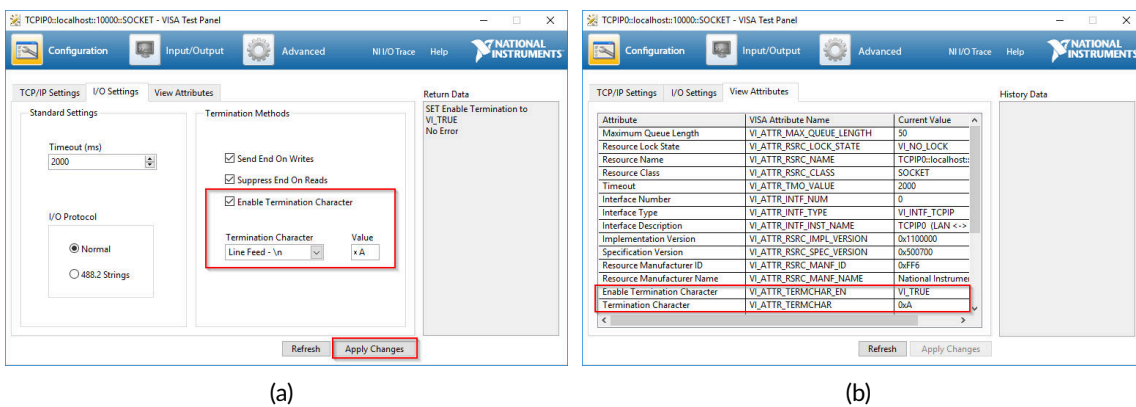 TCPIP0::localhost::10000::SOCKET - VISA Test Panel
Configuration Input/Output Advanced NI I/O Trace Help NATIONAL INSTRUMENTS
TCP/IP Settings I/O Settings View Attributes
Return Data
Standard Settings
Termination Methods
SET Enable Termination to
VI_TRUE
No Error
Timeout (ms)
2000
Send End On Writes
Suppress End On Reads
Enable Termination Character
I/O Protocol
Normal
488.2 Strings
Termination Character Value
Line Feed - \n xA
Refresh Apply Changes
(a)
TCPIP0::localhost::10000::SOCKET - VISA Test Panel
Configuration Input/Output Advanced NI I/O Trace Help NATIONAL INSTRUMENTS
TCP/IP Settings I/O Settings View Attributes
History Data
Attribute VISA Attribute Name Current Value
Maximum Queue Length VI_ATTR_MAX_QUEUE_LENGTH 50
Resource Lock State VI_ATTR_RSRC_LOCK_STATE VI_NO_LOCK
Resource Name VI_ATTR_RSRC_NAME TCPIP0::localhost::
Resource Class VI_ATTR_RSRC_CLASS SOCKET
Timeout VI_ATTR_TMO_VALUE 2000
Interface Number VI_ATTR_INTF_NUM 0
Interface Type VI_ATTR_INTF_TYPE VI_INTF_TCPIP
Interface Description VI_ATTR_INTF_INST_NAME TCPIP0 (LAN <->
Implementation Version VI_ATTR_RSRC_IMPL_VERSION 0x1100000
Specification Version VI_ATTR_RSRC_SPEC_VERSION 0x500700
Resource Manufacturer ID VI_ATTR_RSRC_MANF_ID 0xFF6
Resource Manufacturer Name VI_ATTR_RSRC_MANF_NAME National Instrume
Enable Termination Character VI_ATTR_TERMCHAR_EN VI_TRUE
Termination Character VI_ATTR_TERMCHAR 0xA
Refresh Apply Changes
(b)